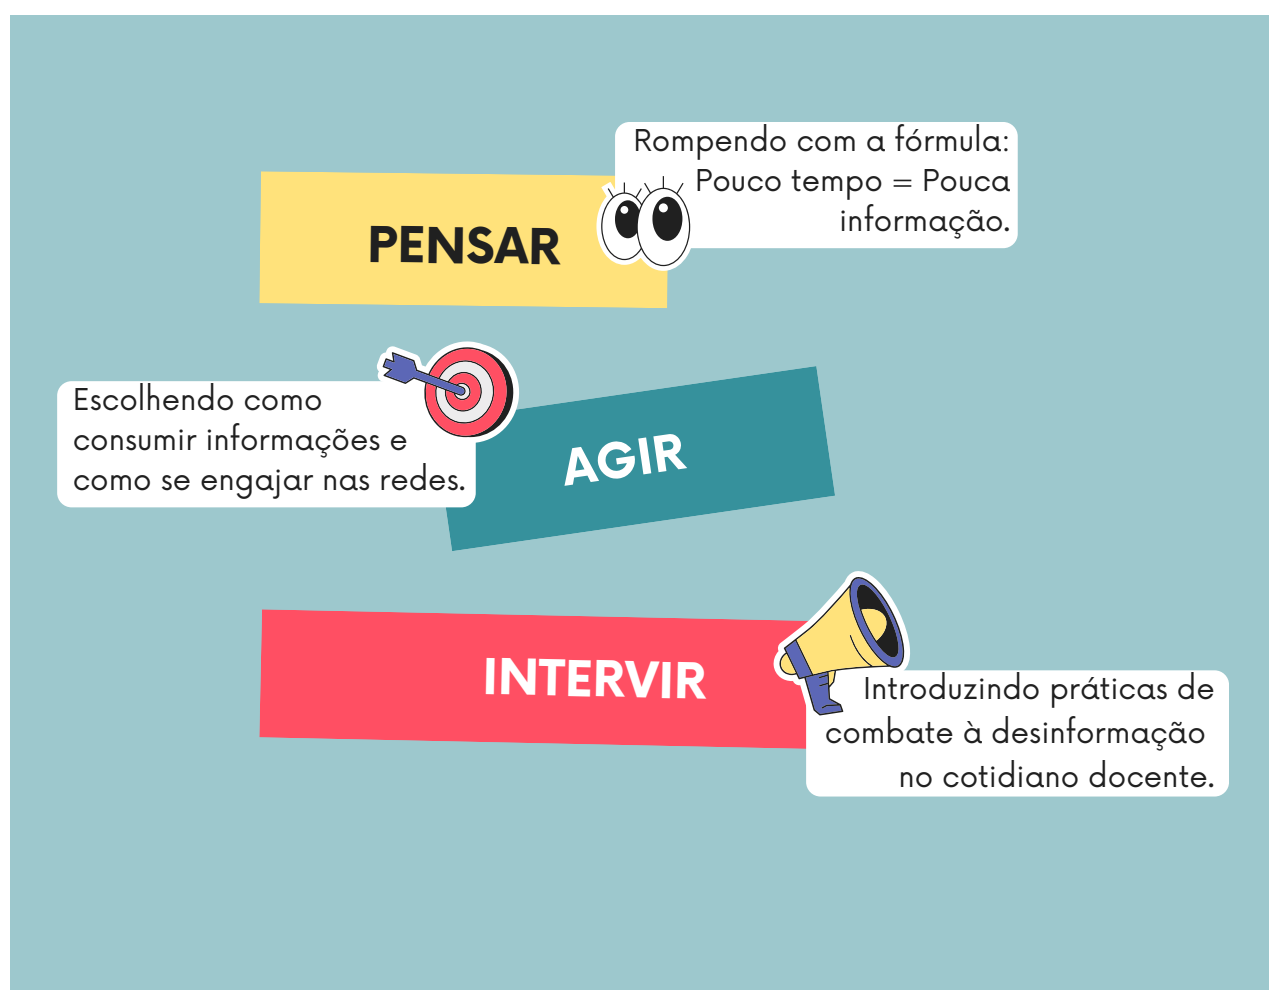 PENSAR
Rompendo com a fórmula:
Pouco tempo = Pouca
informação.
AGIR
Escolhendo como
consumir informações e
como se engajar nas redes.
INTERVIR
Introduzindo práticas de
combate à desinformação
no cotidiano docente.